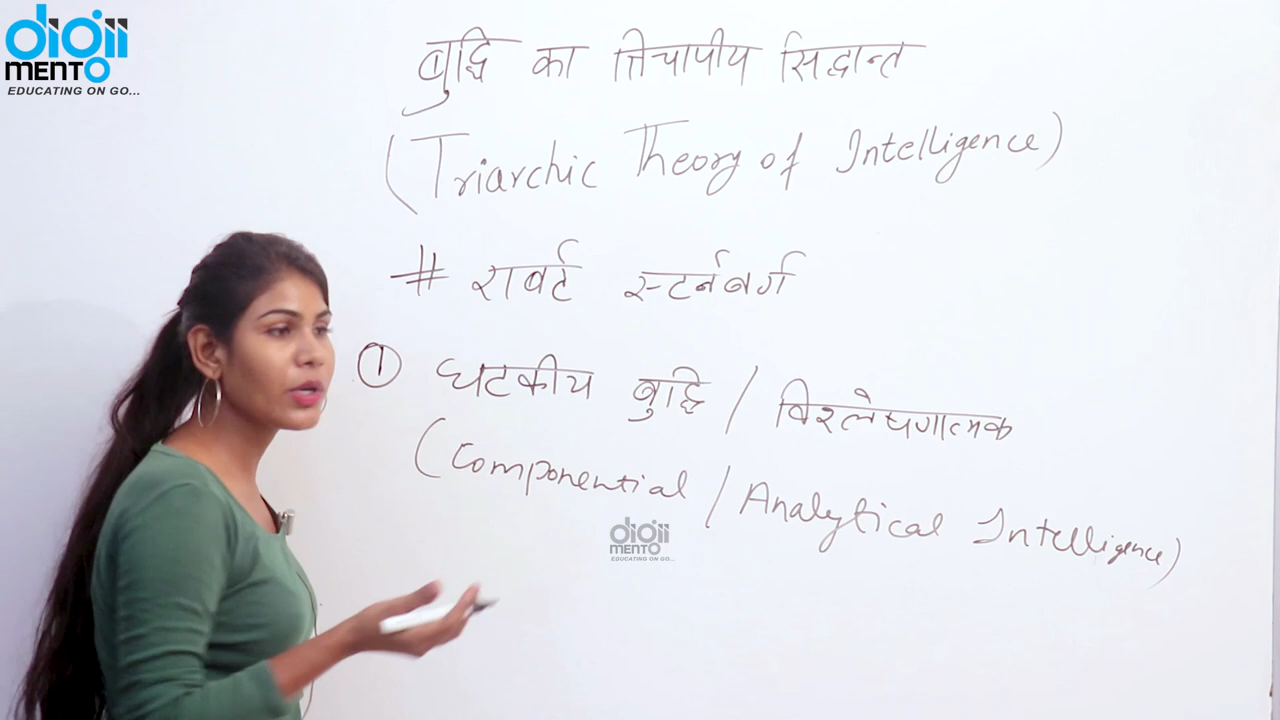 digii
MENTO
EDUCATING ON GO...
बुद्धि का त्रिचापीय सिद्धान्त
(Triarchic Theory of Intelligence)
# राबर्ट स्टर्नबर्ग
① घटकीय बुद्धि / विश्लेषणात्मक
(Componential / Analytical Intelligence)
digii
MENTO
EDUCATING ON GO...